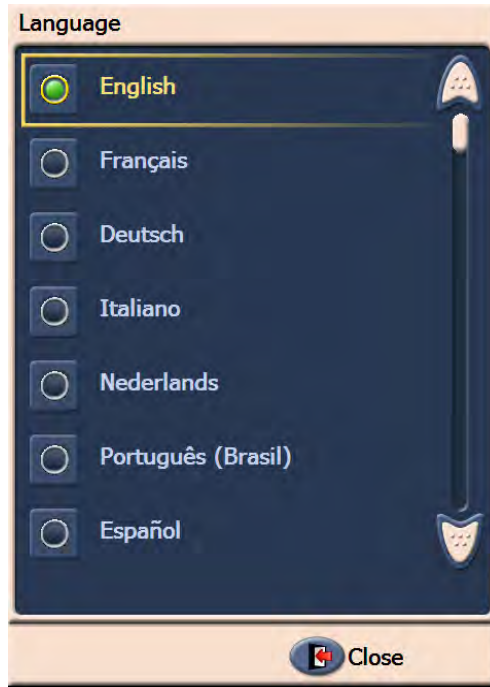 Language
English
Français
Deutsch
Italiano
Nederlands
Português (Brasil)
Español
Close